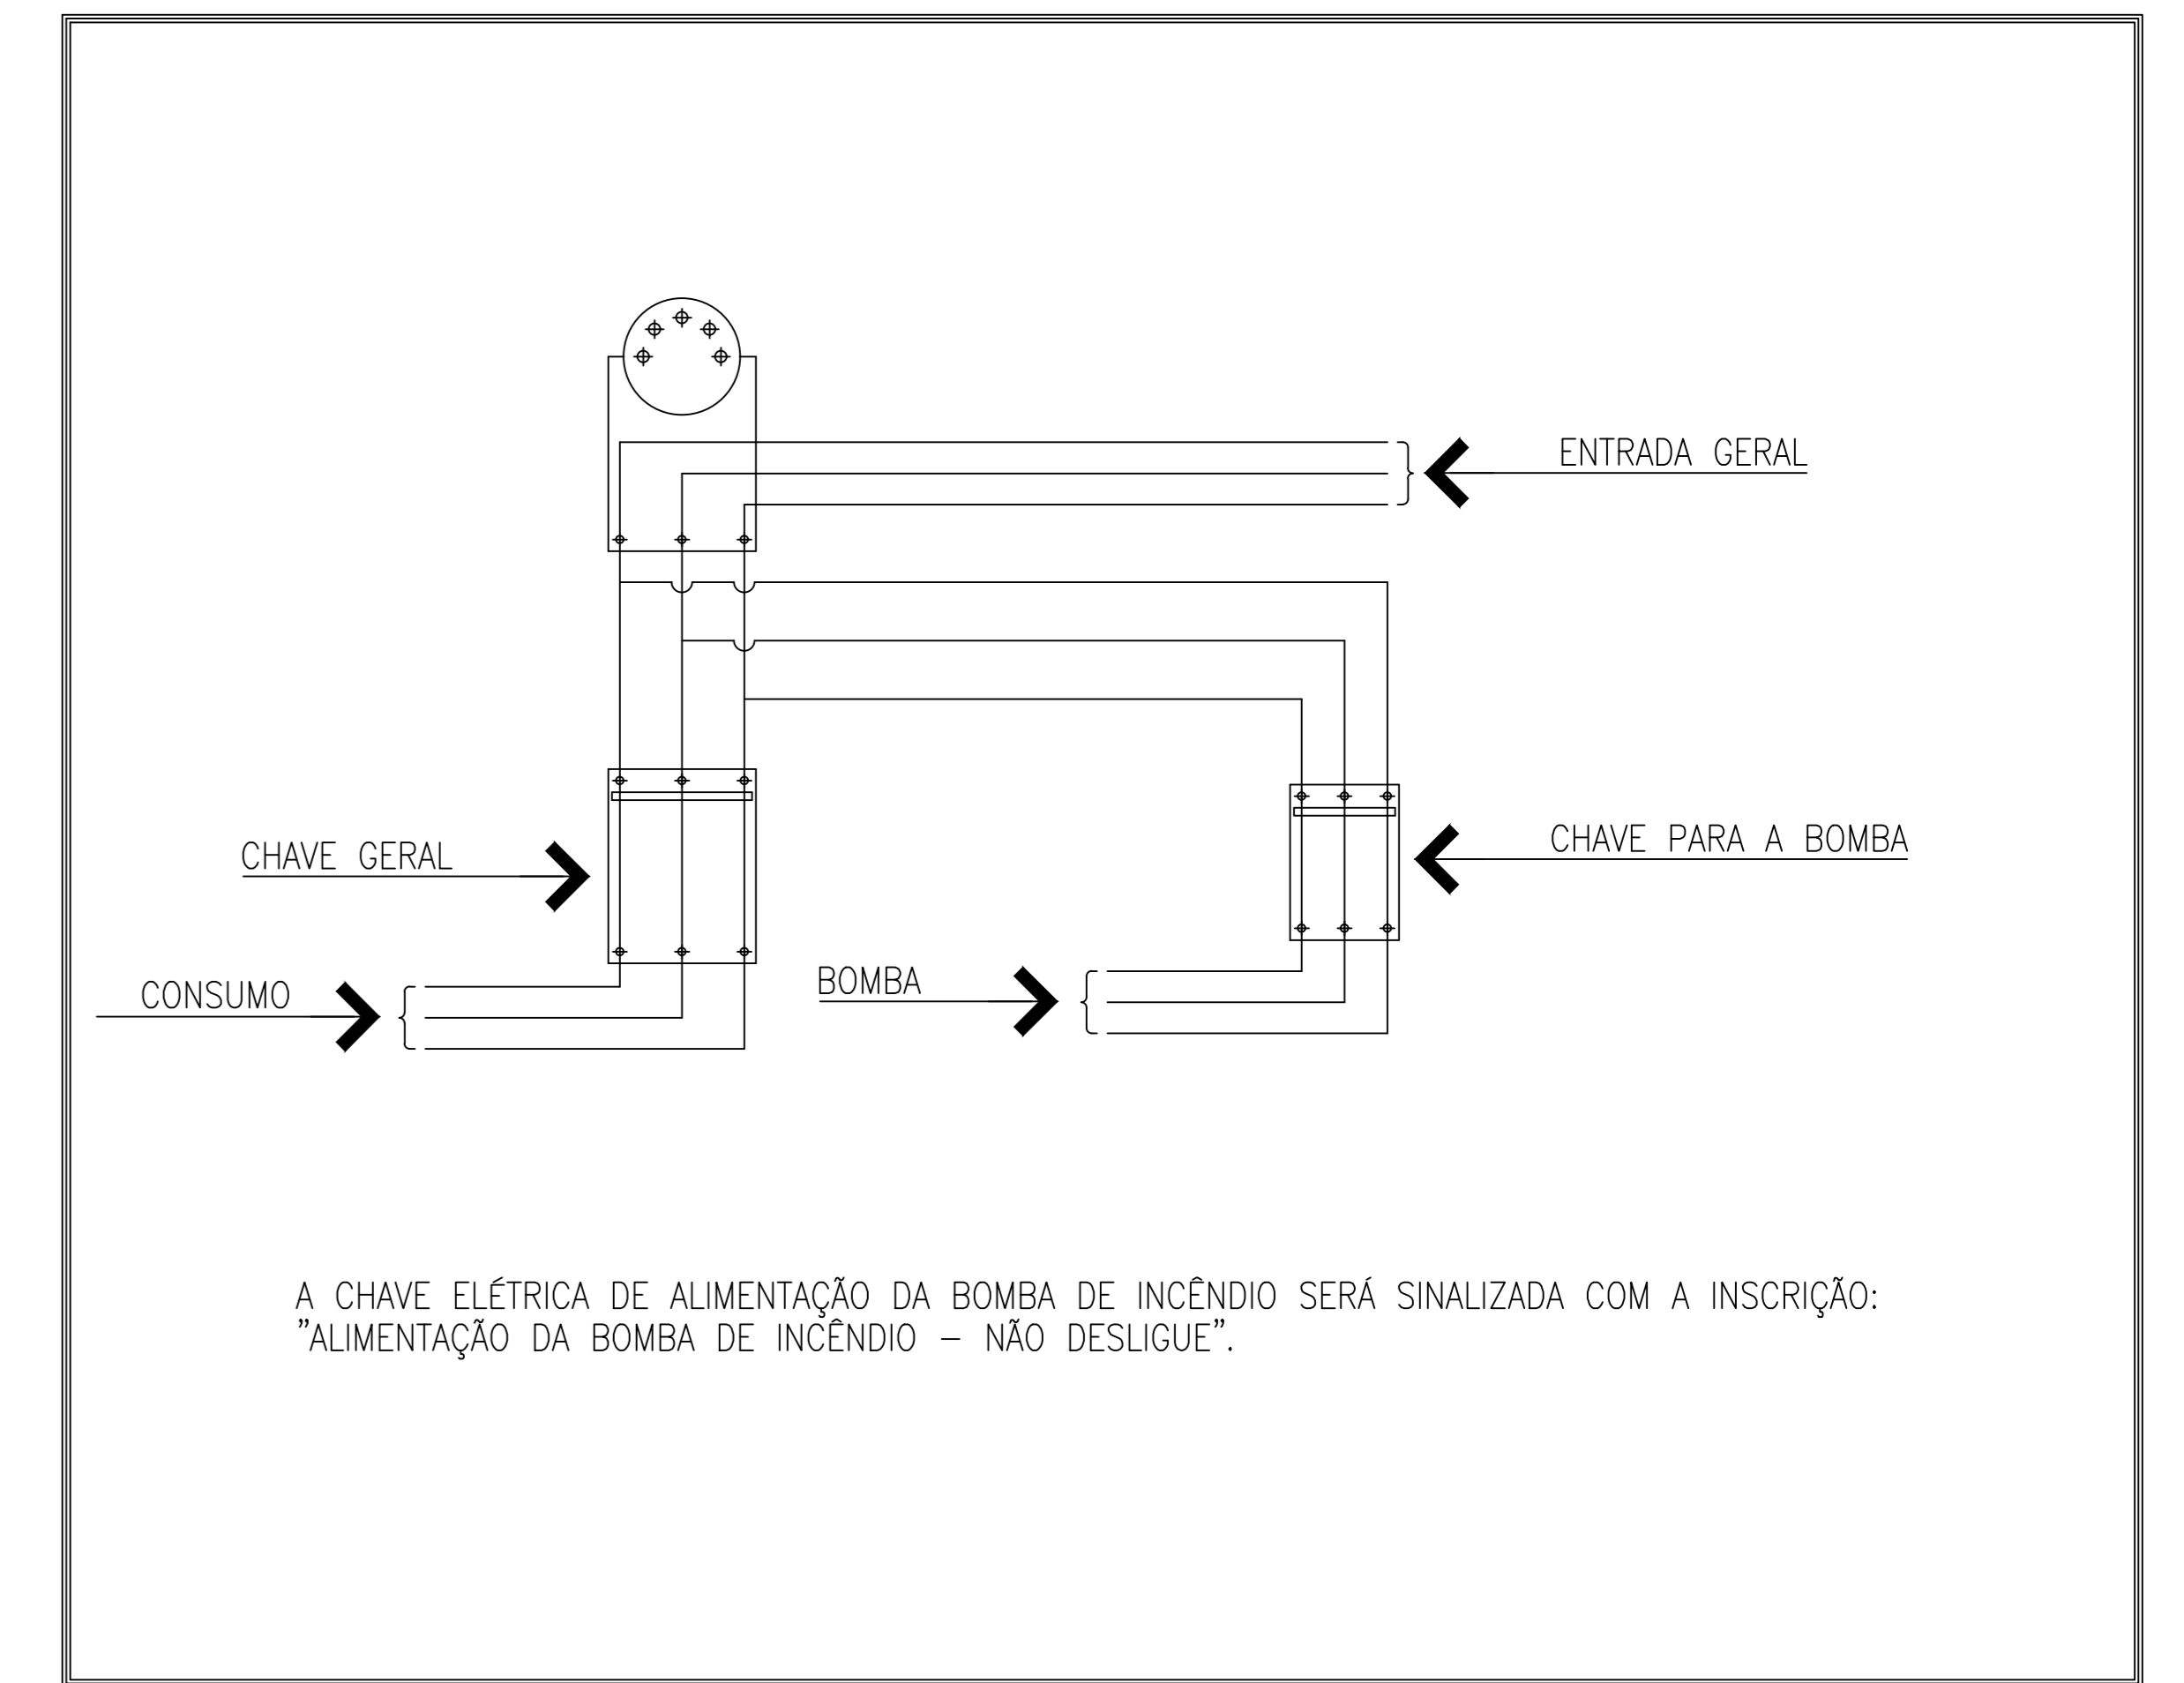 ENTRADA GERAL
CHAVE GERAL
CHAVE PARA A BOMBA
CONSUMO
BOMBA
A CHAVE ELÉTRICA DE ALIMENTAÇÃO DA BOMBA DE INCÊNDIO SERÁ SINALIZADA COM A INSCRIÇÃO:
"ALIMENTAÇÃO DA BOMBA DE INCÊNDIO – NÃO DESLIGUE".